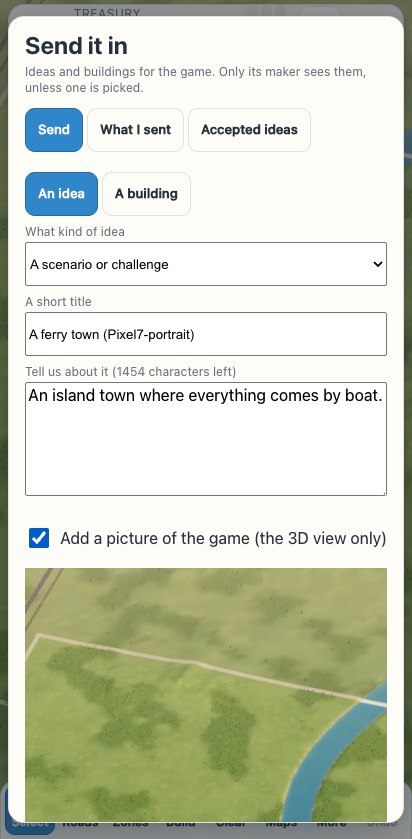 TREASURY
Send it in
Ideas and buildings for the game. Only its maker sees them,
unless one is picked.
Send
What I sent
Accepted ideas
An idea
A building
What kind of idea
A scenario or challenge
A short title
A ferry town (Pixel7-portrait)
Tell us about it (1454 characters left)
An island town where everything comes by boat.
Add a picture of the game (the 3D view only)
Select Roads Zones Build Clear Maps More Undo